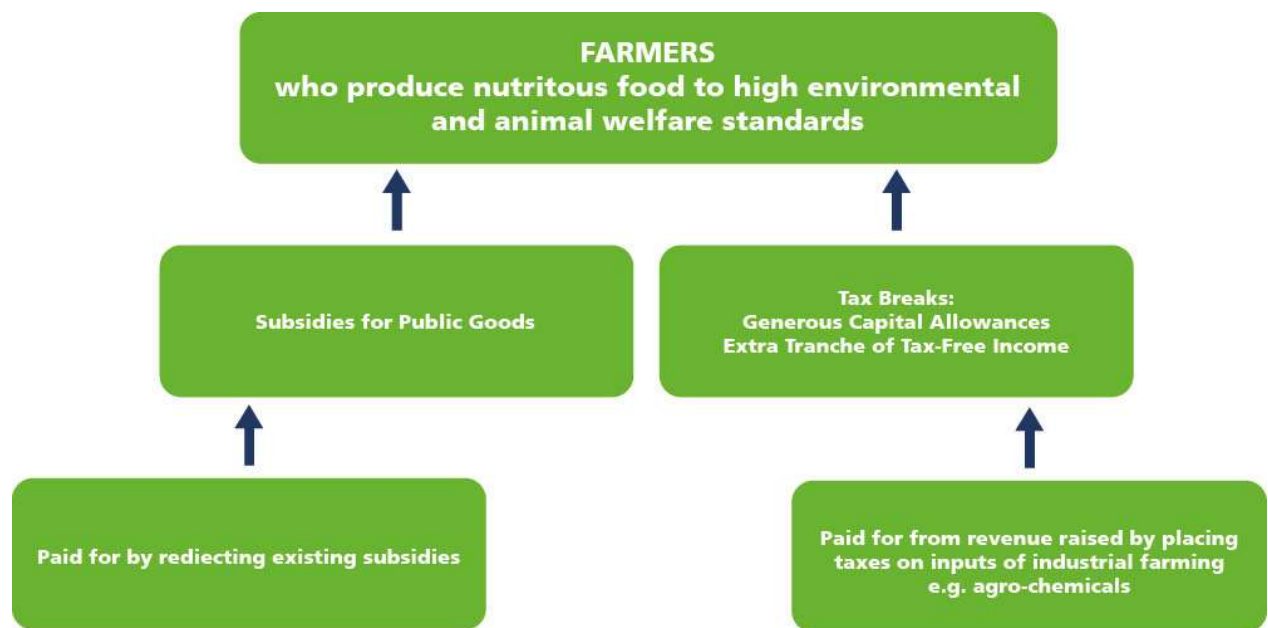 FARMERS
who produce nutritous food to high environmental
and animal welfare standards
Subsidies for Public Goods
Tax Breaks:
Generous Capital Allowances
Extra Tranche of Tax-Free Income
Paid for by rediecting existing subsidies
Paid for from revenue raised by placing
taxes on inputs of industrial farming
e.g. agro-chemicals